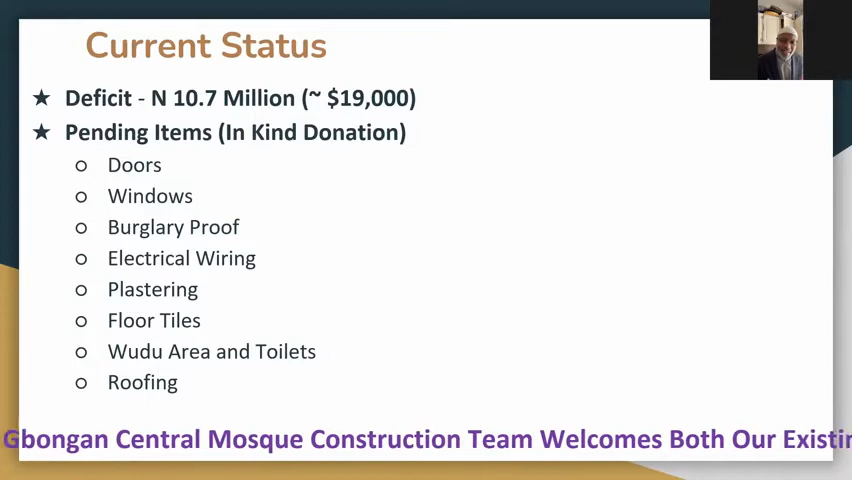 Current Status
★ Deficit - N 10.7 Million (~ $19,000)
★ Pending Items (In Kind Donation)
○ Doors
○ Windows
○ Burglary Proof
○ Electrical Wiring
○ Plastering
○ Floor Tiles
○ Wudu Area and Toilets
○ Roofing
Gbongan Central Mosque Construction Team Welcomes Both Our